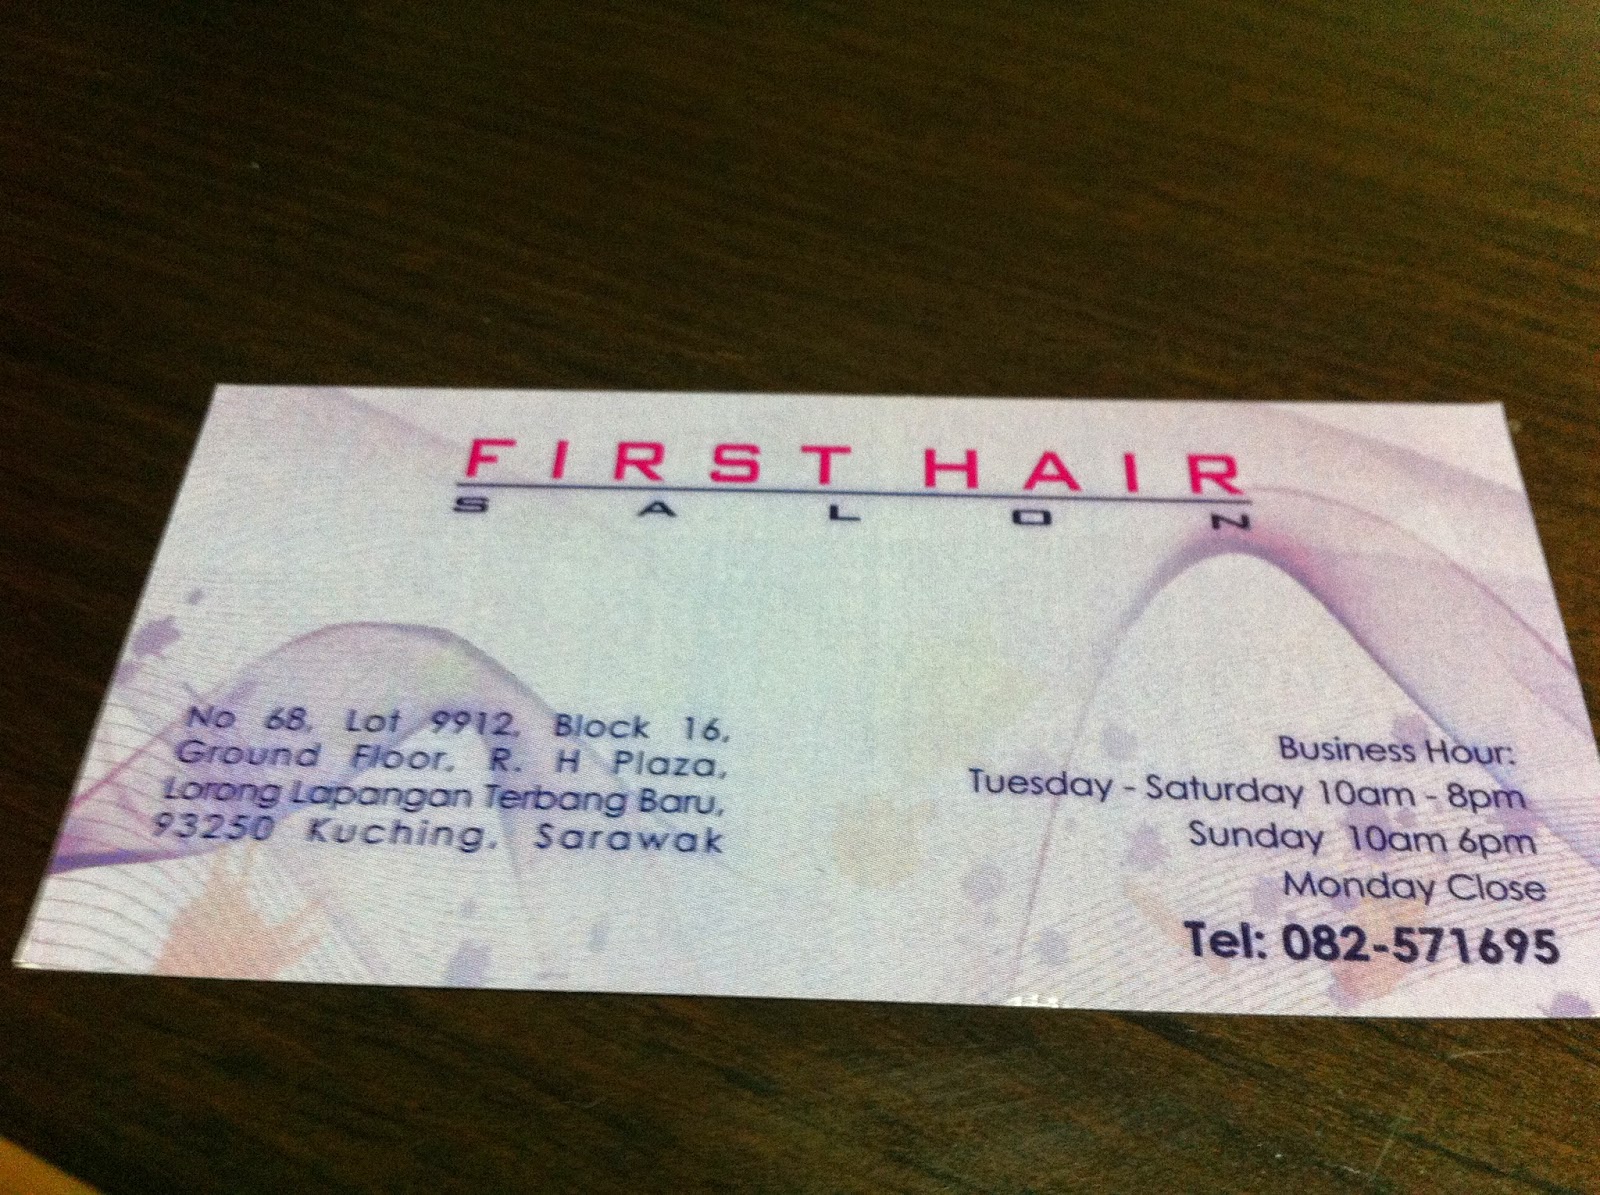 FIRST HAIR
SALON
No 68, Lot 9912, Block 16,
Ground Floor, R. H Plaza,
Lorong Lapangan Terbang Baru,
93250 Kuching, Sarawak
Business Hour:
Tuesday - Saturday 10am - 8pm
Sunday 10am 6pm
Monday Close
Tel: 082-571695